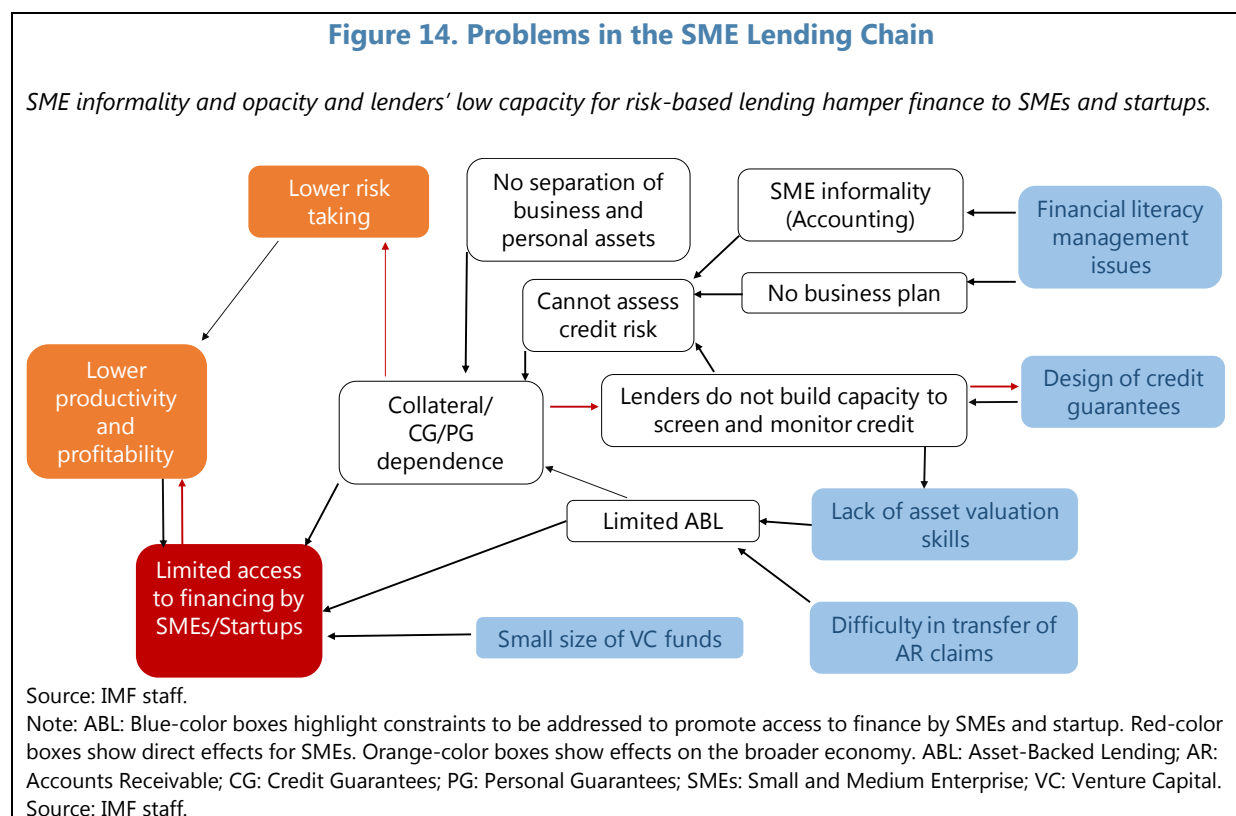 Figure 14. Problems in the SME Lending Chain
SME informality and opacity and lenders’ low capacity for risk-based lending hamper finance to SMEs and startups.
Lower risk
taking
No separation of
business and
personal assets
SME informality
(Accounting)
Financial literacy
management
issues
No business plan
Cannot assess
credit risk
Lower
productivity
and
profitability
Collateral/
CG/PG
dependence
Lenders do not build capacity to
screen and monitor credit
Design of credit
guarantees
Limited ABL
Lack of asset valuation
skills
Limited access
to financing by
SMEs/Startups
Small size of VC funds
Difficulty in transfer of
AR claims
Source: IMF staff.
Note: ABL: Blue-color boxes highlight constraints to be addressed to promote access to finance by SMEs and startup. Red-color
boxes show direct effects for SMEs. Orange-color boxes show effects on the broader economy. ABL: Asset-Backed Lending; AR:
Accounts Receivable; CG: Credit Guarantees; PG: Personal Guarantees; SMEs: Small and Medium Enterprise; VC: Venture Capital.
Source: IMF staff.